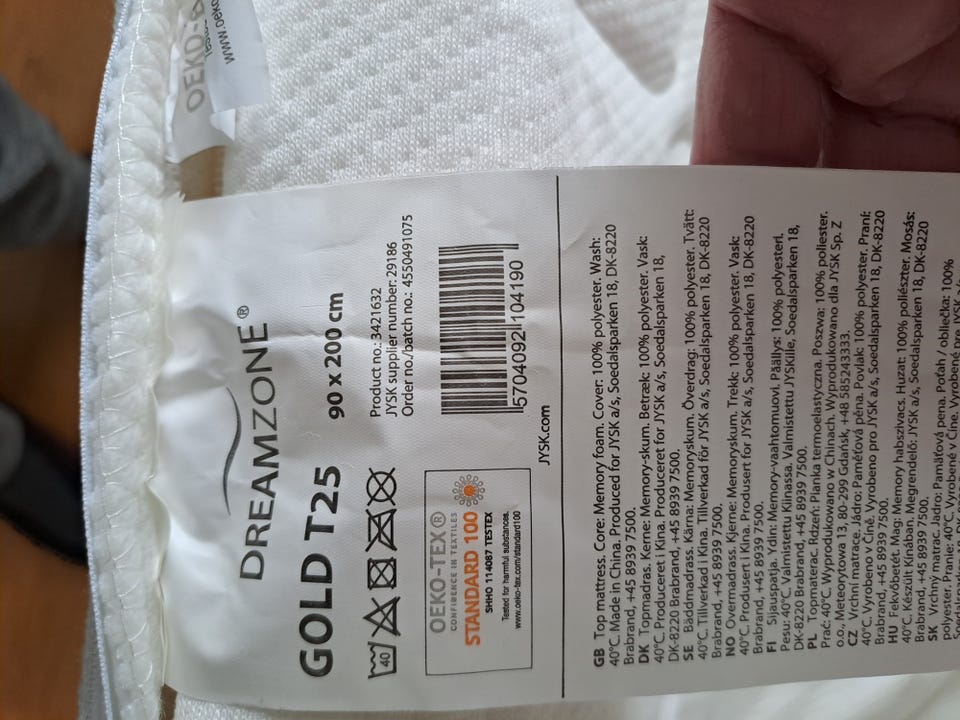 OEKO-
www.oeko
DREAMZONE®
GOLD T25
90 x 200 cm
Product no.: 3421632
JYSK supplier number: 29186
Order no./batch no.: 4550491075
40
5704092 104190
OEKO-TEX®
CONFIDENCE IN TEXTILES
STANDARD 100
SHHO 114087 TESTEX
Tested for harmful substances.
www.oeko-tex.com/standard100
JYSK.com
GB Top mattress. Core: Memory foam. Cover: 100% polyester. Wash:
40°C. Made in China. Produced for JYSK a/s, Soedalsparken 18, DK-8220
Brabrand, +45 8939 7500.
DK Topmadras. Kerne: Memory-skum. Betræk: 100% polyester. Vask:
40°C. Produceret i Kina. Produceret for JYSK a/s, Soedalsparken 18,
DK-8220 Brabrand, +45 8939 7500.
SE Bäddmadrass. Kärna: Memoryskum. Överdrag: 100% polyester. Tvätt:
40°C. Tillverkad i Kina. Tillverkad för JYSK a/s, Soedalsparken 18, DK-8220
Brabrand, +45 8939 7500.
NO Overmadrass. Kjerne: Memoryskum. Trekk: 100% polyester. Vask:
40°C. Produsert i Kina. Produsert for JYSK a/s, Soedalsparken 18, DK-8220
Brabrand, +45 8939 7500.
FI Sijauspatja. Ydin: Memory-vaahtomuovi. Päällys: 100% polyesteri.
Pesu: 40°C. Valmistettu Kiinassa. Valmistettu JYSKille, Soedalsparken 18,
DK-8220 Brabrand, +45 8939 7500.
PL Topmaterac. Rdzeń: Pianka termoelastyczna. Poszwa: 100% poliester.
Prać: 40°C. Wyprodukowano w Chinach. Wyprodukowano dla JYSK Sp. Z
o.o. Meteorytowa 13, 80-299 Gdańsk, +48 585243333.
CZ Vrchní matrace. Jádro: Paměťová pěna. Povlak: 100% polyester. Praní:
40°C. Vyrobeno v Číně. Vyrobeno pro JYSK a/s, Soedalsparken 18, DK-8220
Brabrand, +45 8939 7500.
HU Fekvőbetét. Mag: Memory habszivacs. Huzat: 100% poliészter. Mosás:
40°C. Készült Kínában. Megrendelő: JYSK a/s, Soedalsparken 18, DK-8220
Brabrand, +45 8939 7500.
SK Vrchný matrac. Jadro: Pamäťová pena. Poťah / obliečka: 100%
polyester. Pranie: 40°C. Vyrobené v Číne. Vyrobené pre JYSK a/s,